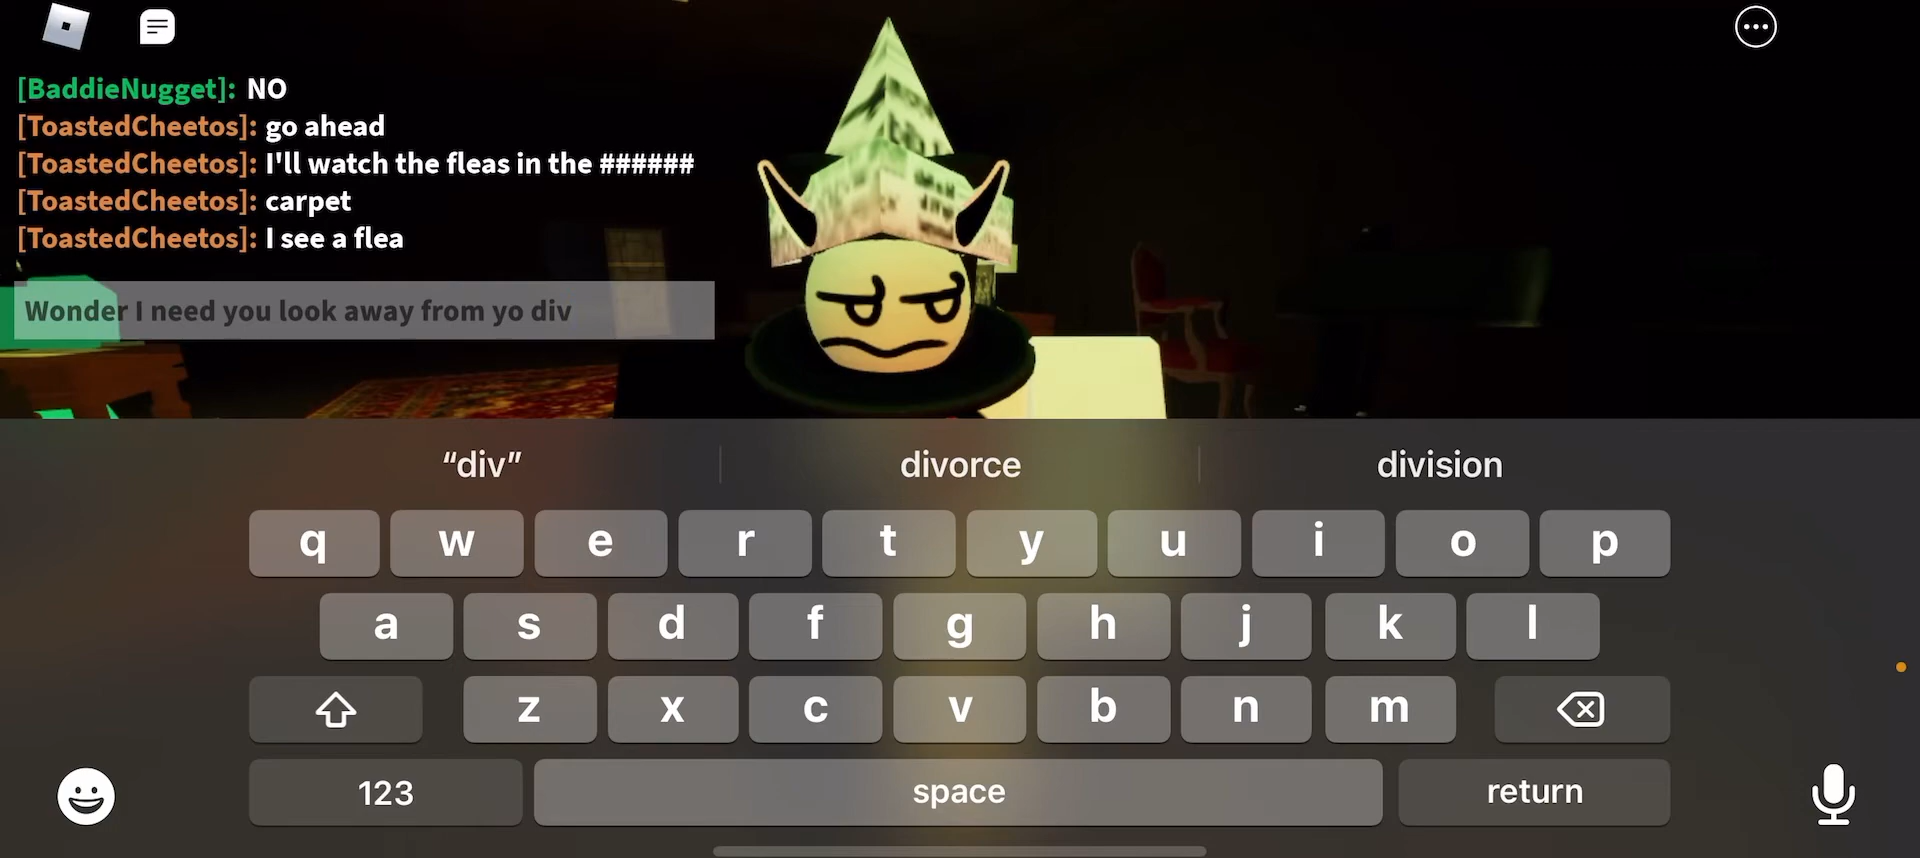 [BaddieNugget]: NO
[ToastedCheetos]: go ahead
[ToastedCheetos]: I'll watch the fleas in the ######
[ToastedCheetos]: carpet
[ToastedCheetos]: I see a flea
Wonder I need you look away from yo div
“div” divorce division
q w e r t y u i o p
a s d f g h j k l
z x c v b n m
123 space return